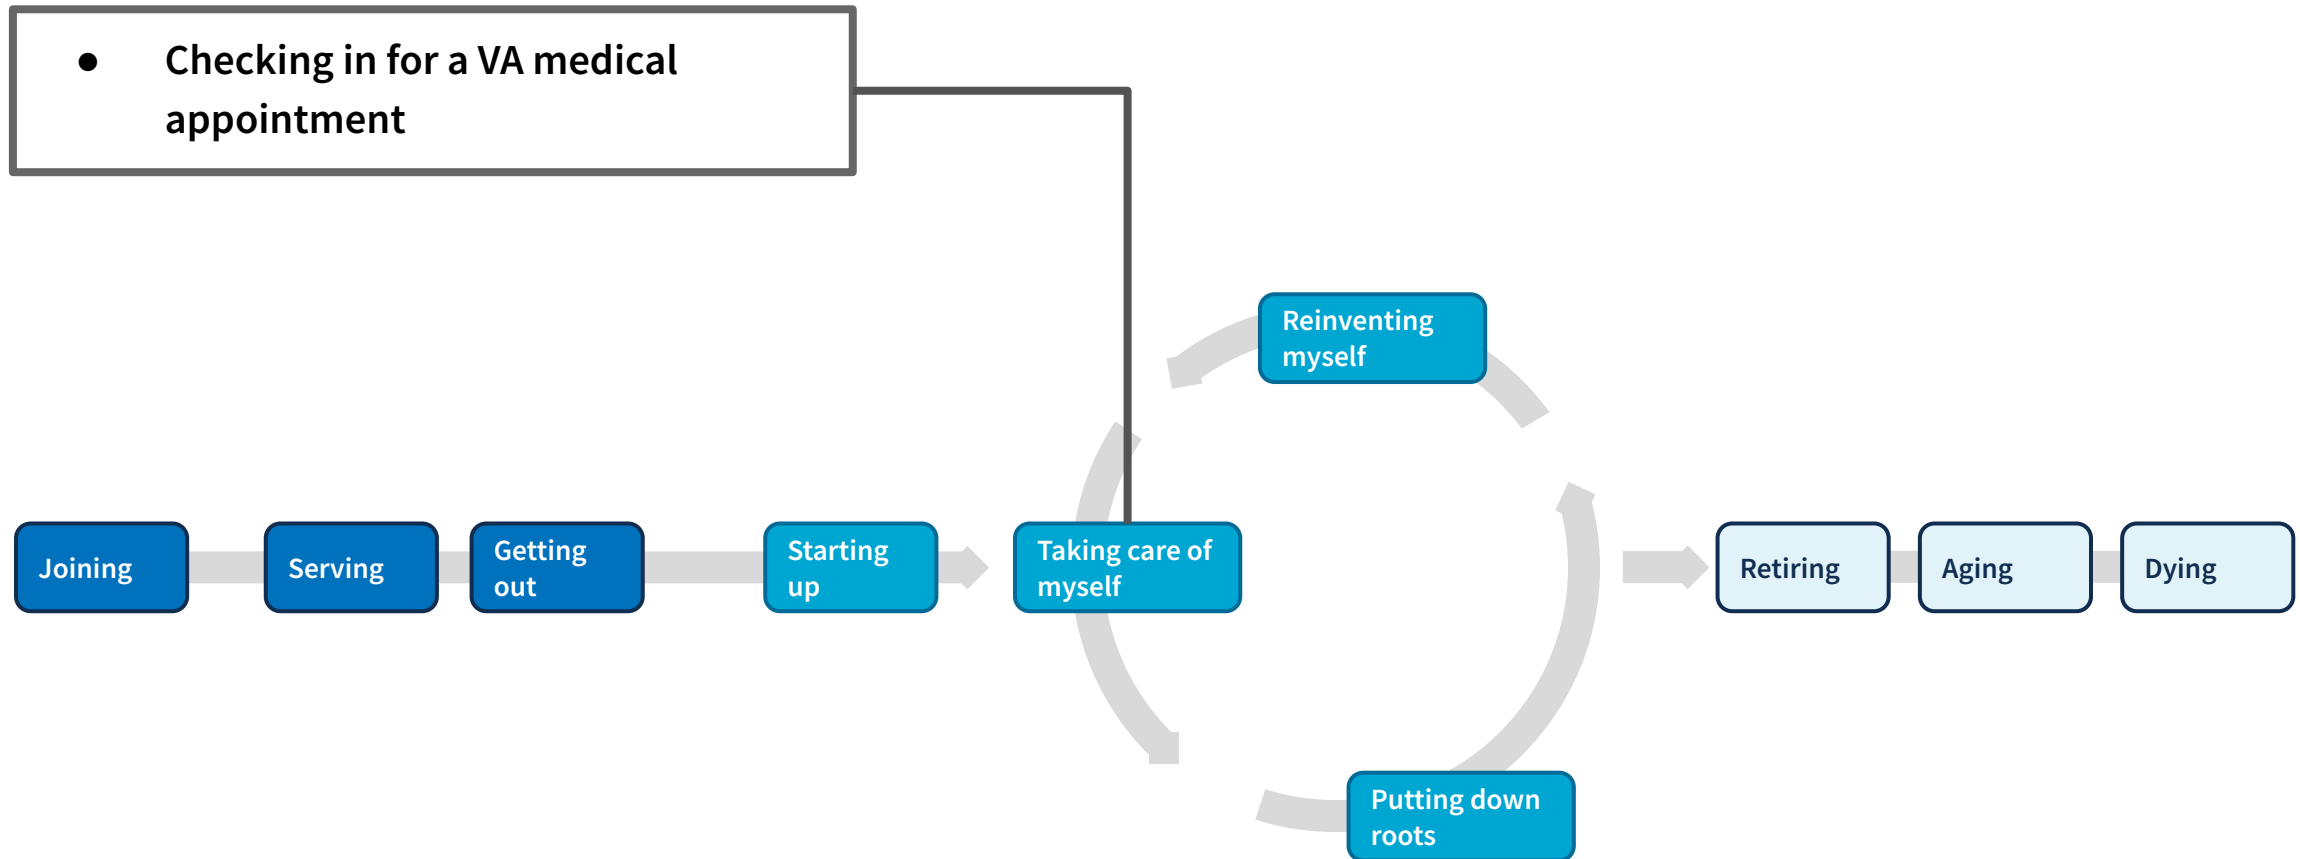 ● Checking in for a VA medical
appointment
Reinventing
myself
Joining
Serving
Getting
out
Starting
up
Taking care of
myself
Retiring
Aging
Dying
Putting down
roots